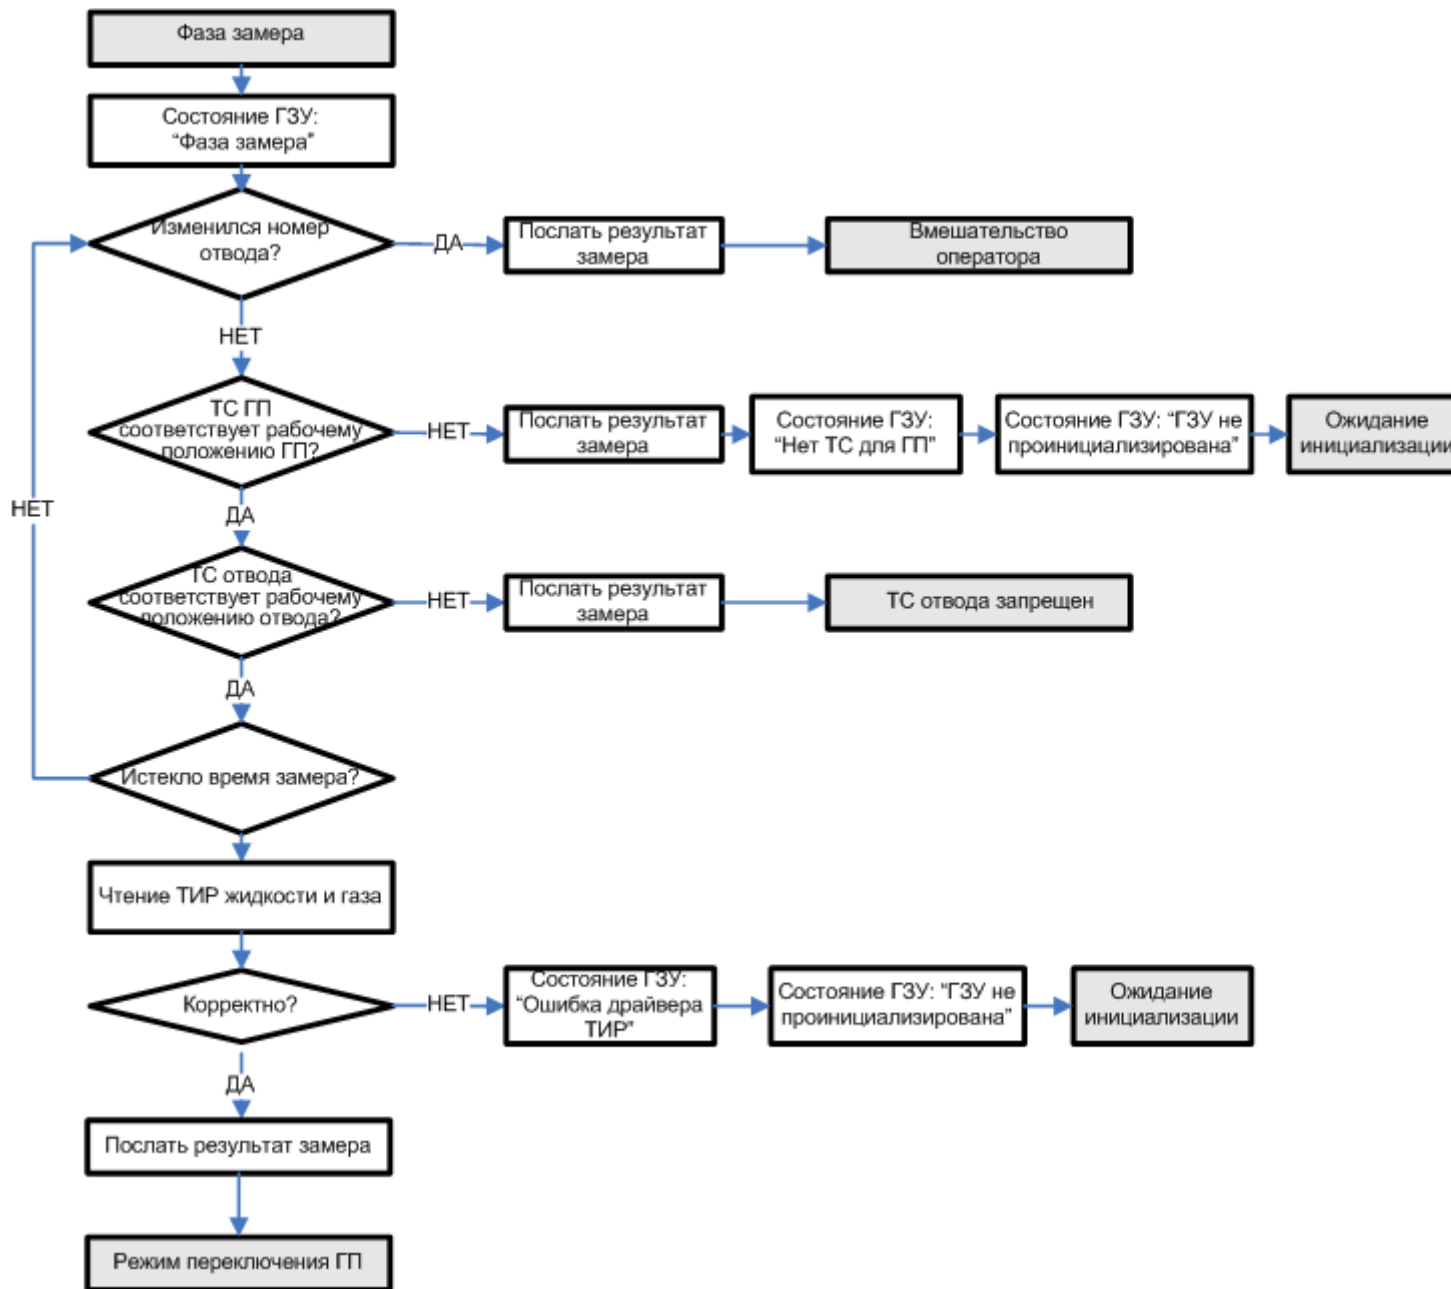 Фаза замера
Состояние ГЗУ:
“Фаза замера”
Изменился номер
отвода?
ДА
Послать результат
замера
Вмешательство
оператора
НЕТ
ТС ГП
соответствует рабочему
положению ГП?
НЕТ
Послать результат
замера
Состояние ГЗУ:
“Нет ТС для ГП”
Состояние ГЗУ: “ГЗУ не
проинициализирована”
Ожидание
инициализации
НЕТ
ДА
ТС отвода
соответствует рабочему
положению отвода?
НЕТ
Послать результат
замера
ТС отвода запрещен
ДА
Истекло время замера?
Чтение ТИР жидкости и газа
Корректно?
НЕТ
Состояние ГЗУ:
“Ошибка драйвера
ТИР”
Состояние ГЗУ: “ГЗУ не
проинициализирована”
Ожидание
инициализации
ДА
Послать результат замера
Режим переключения ГП